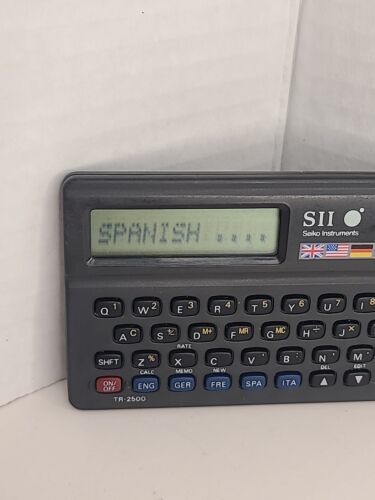 SPANISH ....
SII
Seiko Instruments
Q 1 W 2 E 3 R 4 T 5 Y 6 U 7 I 8
A C S +/- D M+ F MR G MC H ÷ J ×
RATE
SHFT Z % X C V B N M
CALC MEMO NEW DEL EDIT
ON/OFF ENG GER FRE SPA ITA
TR-2500